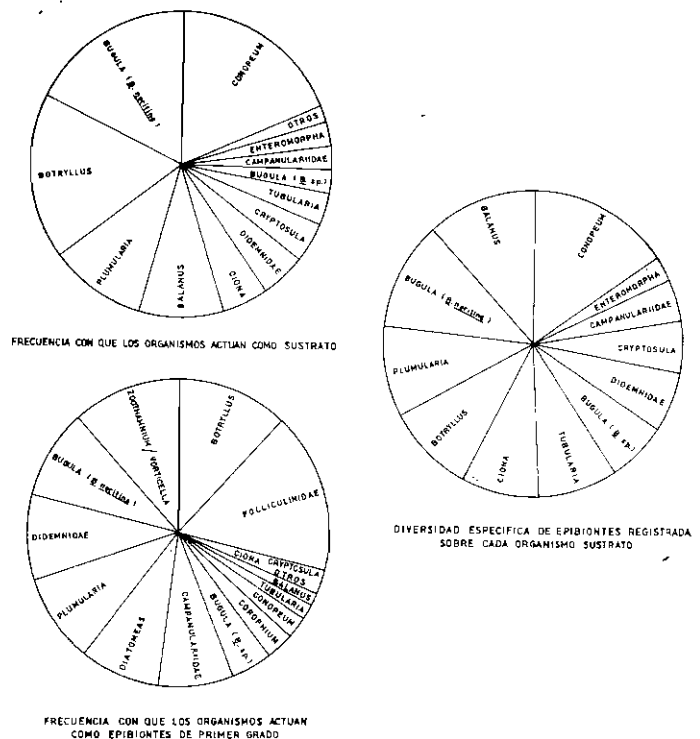 BUGULA (B. neritina)
CONOPEUM
OTROS
ENTEROMORPHA
CAMPANULARIIDAE
BUGULA (B. sp.)
TUBULARIA
CRYPTOSULA
DIDEMNIDAE
CIONA
BALANUS
PLUMULARIA
BOTRYLLUS
FRECUENCIA CON QUE LOS ORGANISMOS ACTUAN COMO SUSTRATO
BALANUS
CONOPEUM
ENTEROMORPHA
CAMPANULARIIDAE
CRYPTOSULA
DIDEMNIDAE
BUGULA (B. sp.)
TUBULARIA
CIONA
BOTRYLLUS
PLUMULARIA
BUGULA (B. neritina)
DIVERSIDAD ESPECIFICA DE EPIBIONTES REGISTRADA
SOBRE CADA ORGANISMO SUSTRATO
ZOOTHAMNIUM/
VORTICELLA
BOTRYLLUS
FOLLICULINIDAE
CIONA CRYPTOSULA
OTROS
BALANUS
TUBULARIA
CONOPEUM
COROPHIUM
BUGULA (B. sp.)
CAMPANULARIIDAE
DIATOMEAS
PLUMULARIA
DIDEMNIDAE
BUGULA (B. neritina)
FRECUENCIA CON QUE LOS ORGANISMOS ACTUAN
COMO EPIBIONTES DE PRIMER GRADO